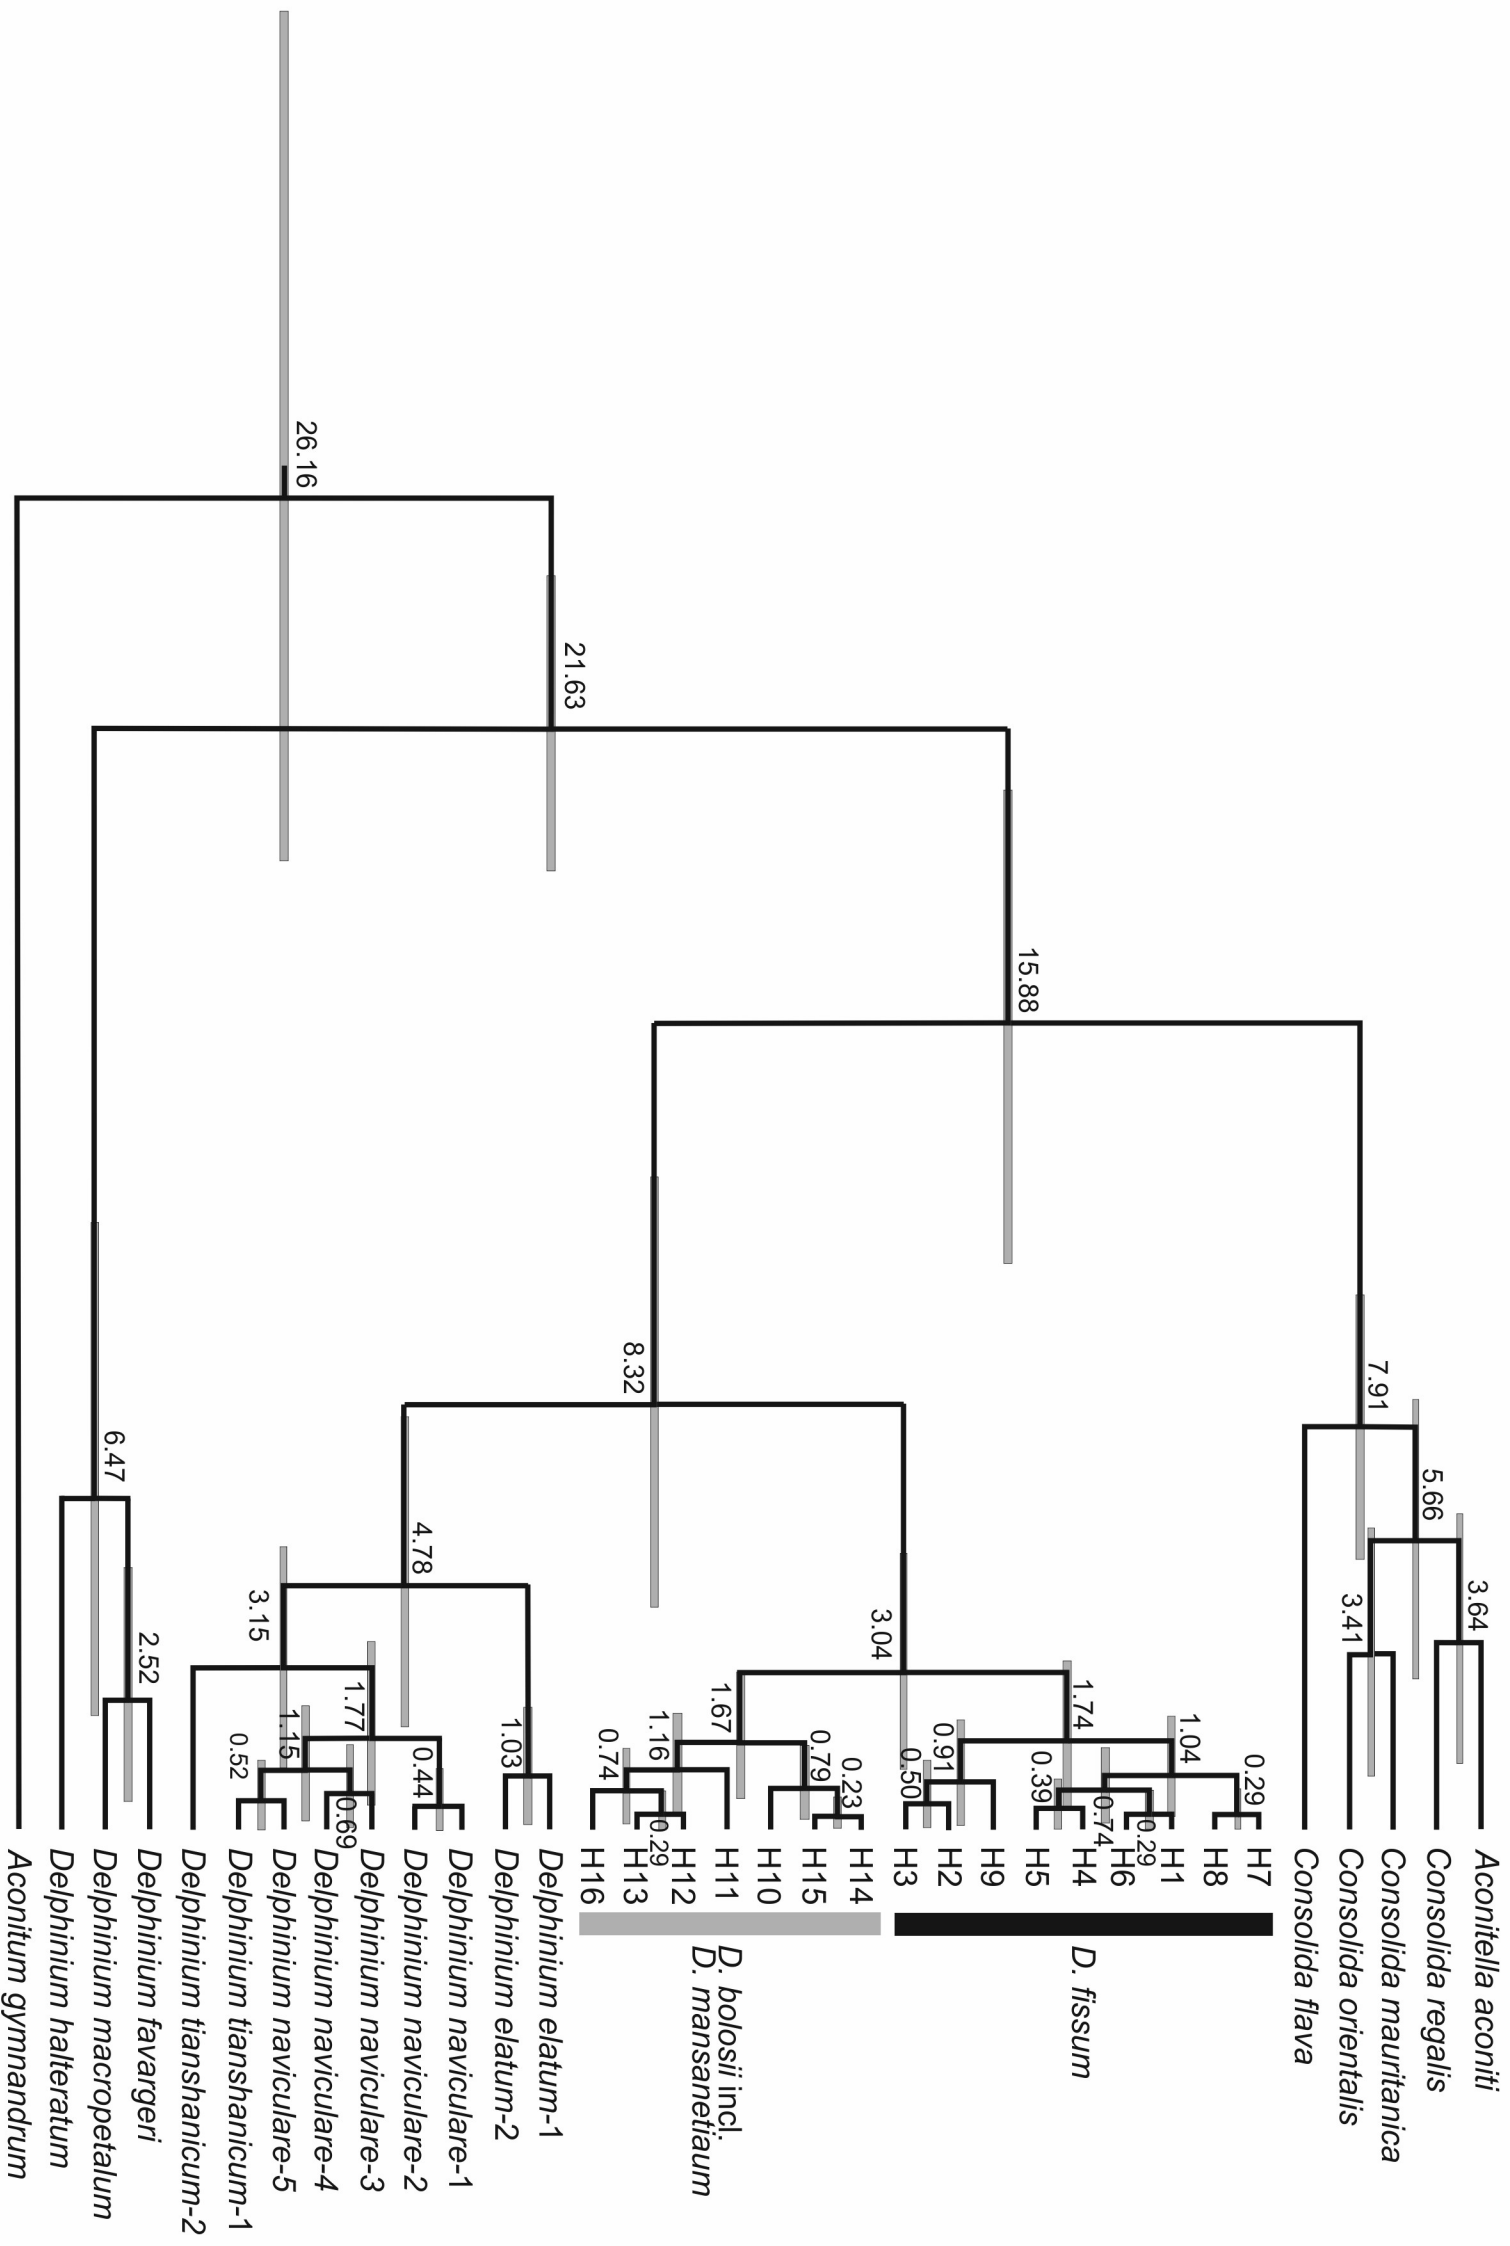 Aconitella aconiti
Consolida regalis
Consolida mauritanica
Consolida orientalis
Consolida flava
H7
H8
H1
H6
H4
H5
H9
H2
H3
H14
H15
H10
H11
H12
H13
H16
Delphinium elatum-1
Delphinium elatum-2
Delphinium naviculare-1
Delphinium naviculare-2
Delphinium naviculare-3
Delphinium naviculare-4
Delphinium naviculare-5
Delphinium tianshanicum-1
Delphinium tianshanicum-2
Delphinium favargeri
Delphinium macropetalum
Delphinium halteratum
Aconitum gymnandrum
D. fissum
D. bolosii incl.
D. mansanetiaum
26.16
21.63
15.88
7.91
5.66
3.64
3.41
8.32
3.04
1.74
1.04
0.29
0.29
0.74
0.39
0.91
0.50
1.67
0.79
0.23
1.16
0.29
0.74
4.78
1.03
3.15
1.77
0.44
1.15
0.69
0.52
6.47
2.52